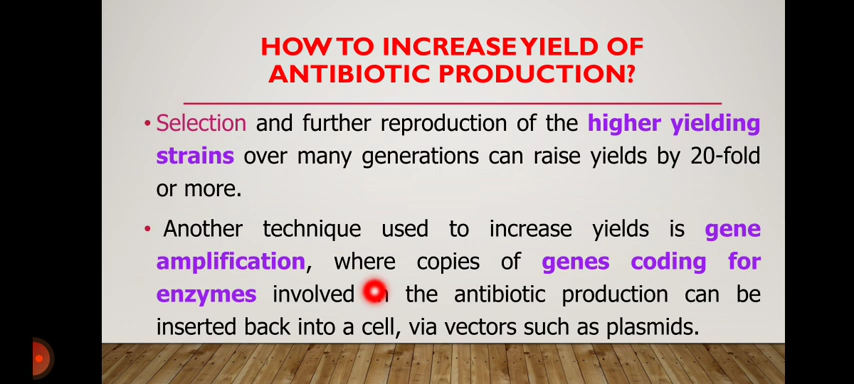 HOW TO INCREASE YIELD OF
ANTIBIOTIC PRODUCTION?
• Selection and further reproduction of the higher yielding
strains over many generations can raise yields by 20-fold
or more.
• Another technique used to increase yields is gene
amplification, where copies of genes coding for
enzymes involved the antibiotic production can be
inserted back into a cell, via vectors such as plasmids.